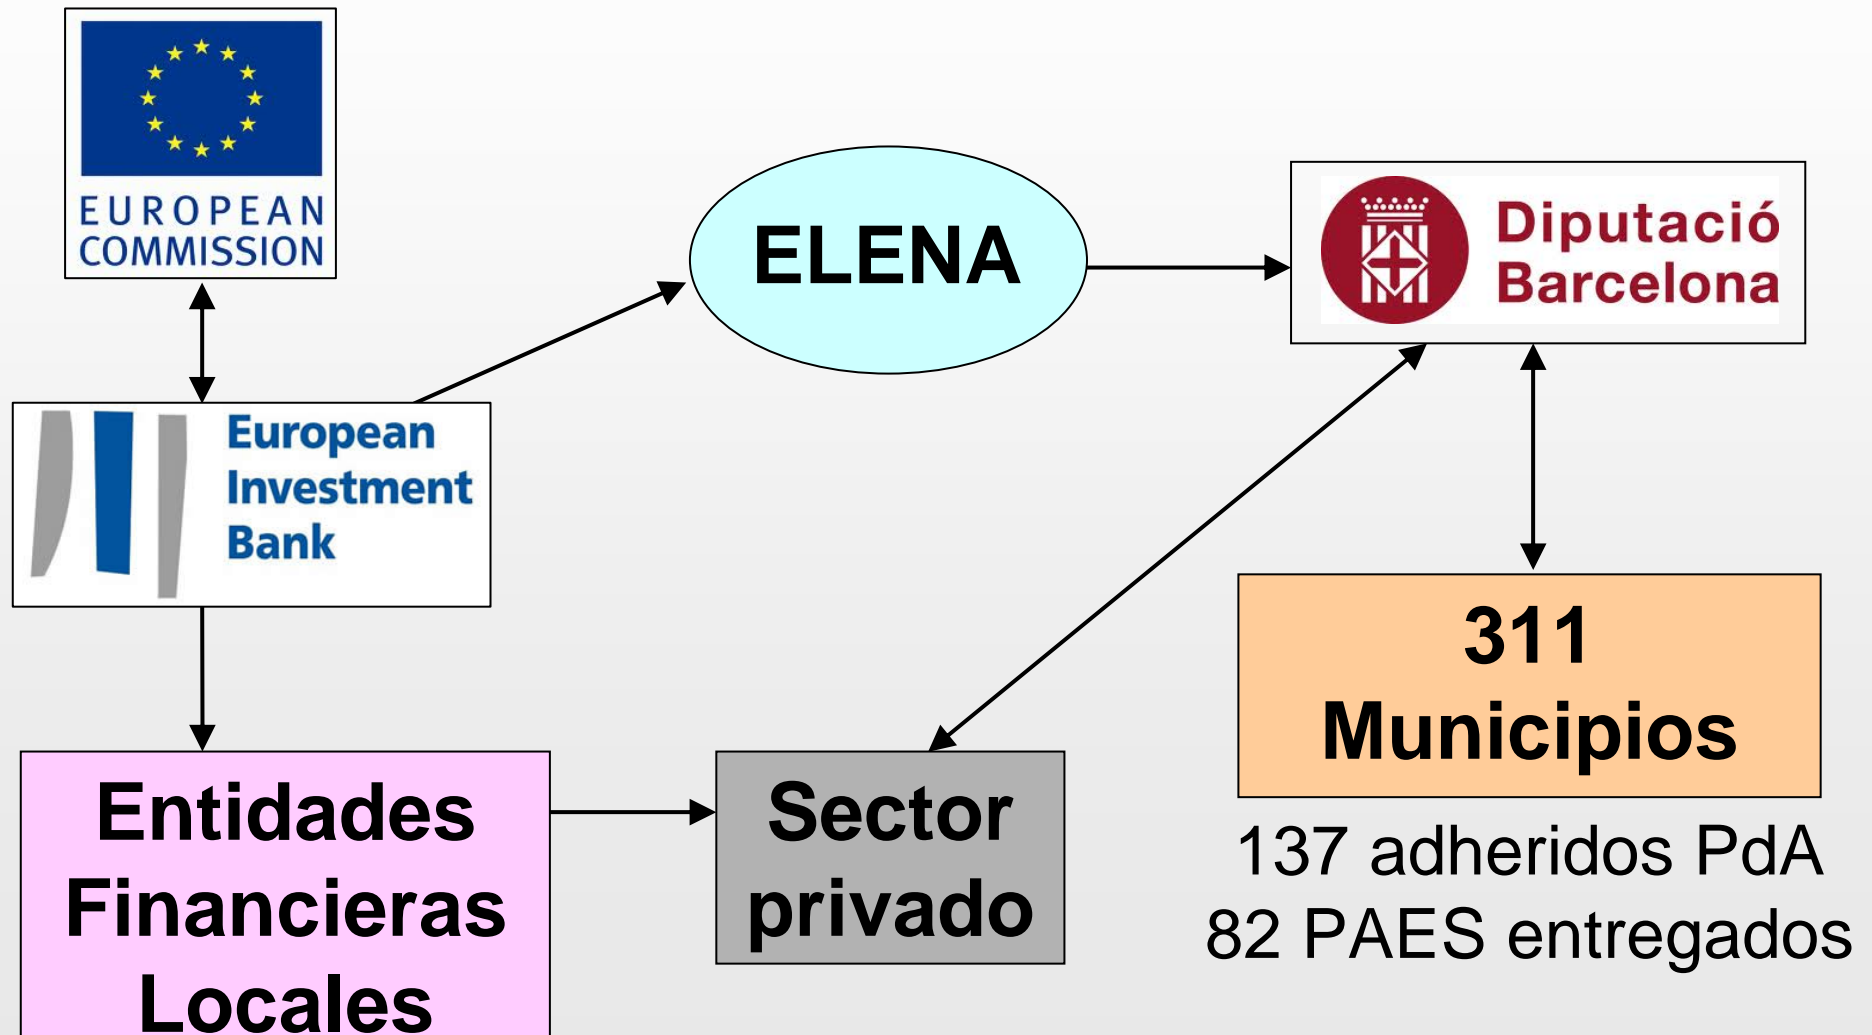 EUROPEAN
COMMISSION
ELENA
Diputació
Barcelona
European
Investment
Bank
311
Municipios
137 adheridos PdA
82 PAES entregados
Entidades
Financieras
Locales
Sector
privado